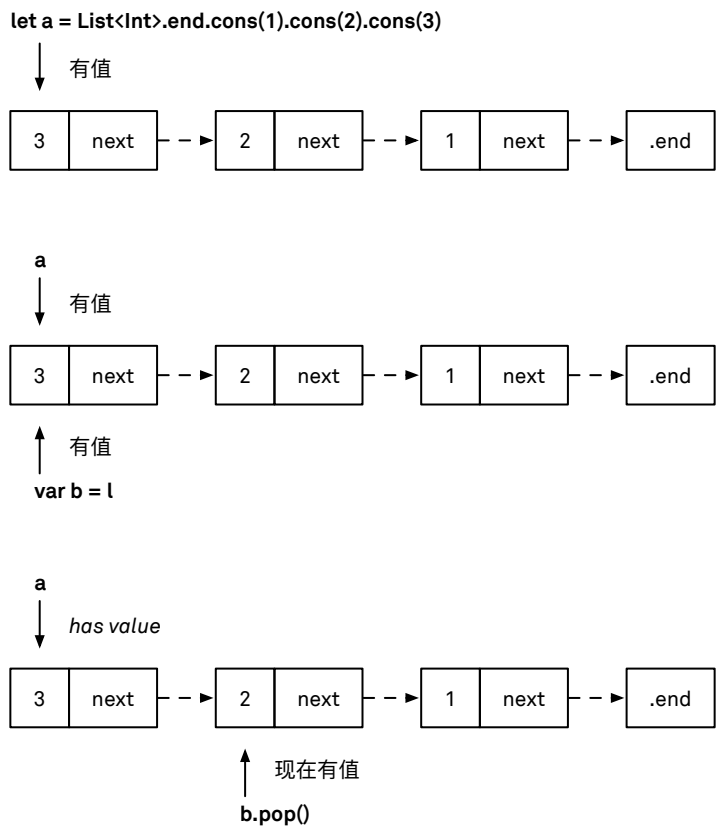 let a = List<Int>.end.cons(1).cons(2).cons(3)
有值
3 next 2 next 1 next .end
a
有值
3 next 2 next 1 next .end
有值
var b = l
a
has value
3 next 2 next 1 next .end
现在有值
b.pop()